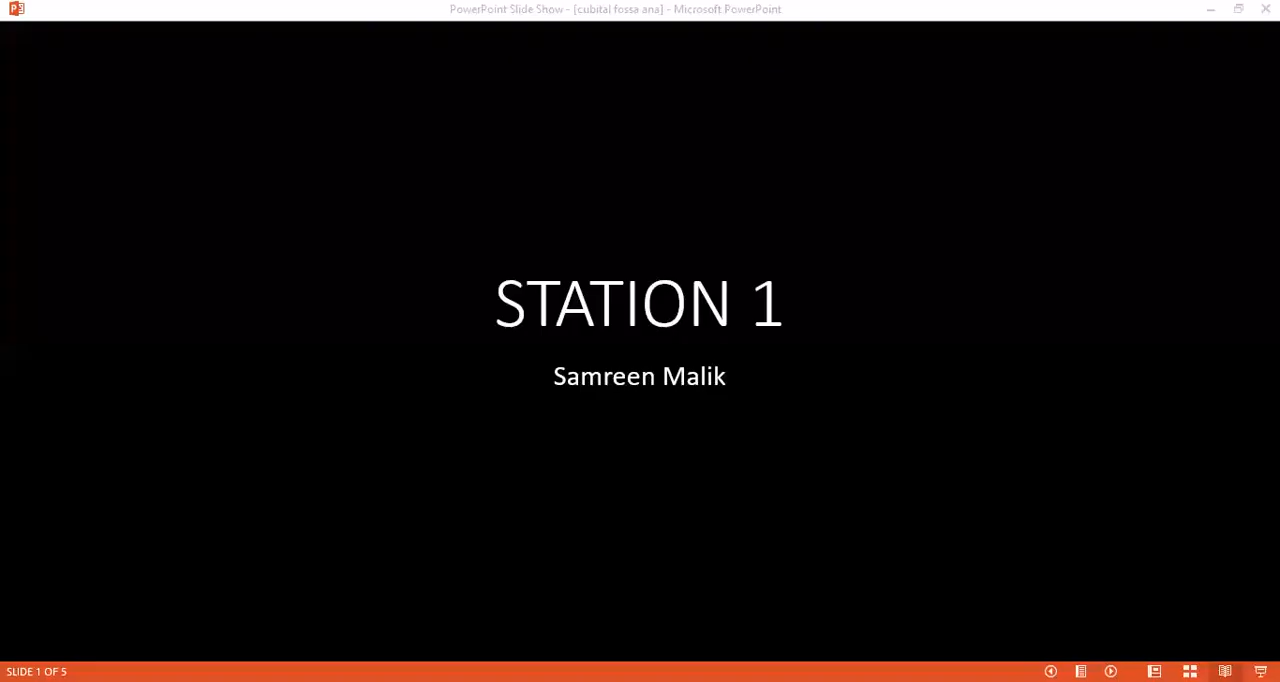 PowerPoint Slide Show - [cubital fossa ana] - Microsoft PowerPoint
STATION 1
Samreen Malik
SLIDE 1 OF 5